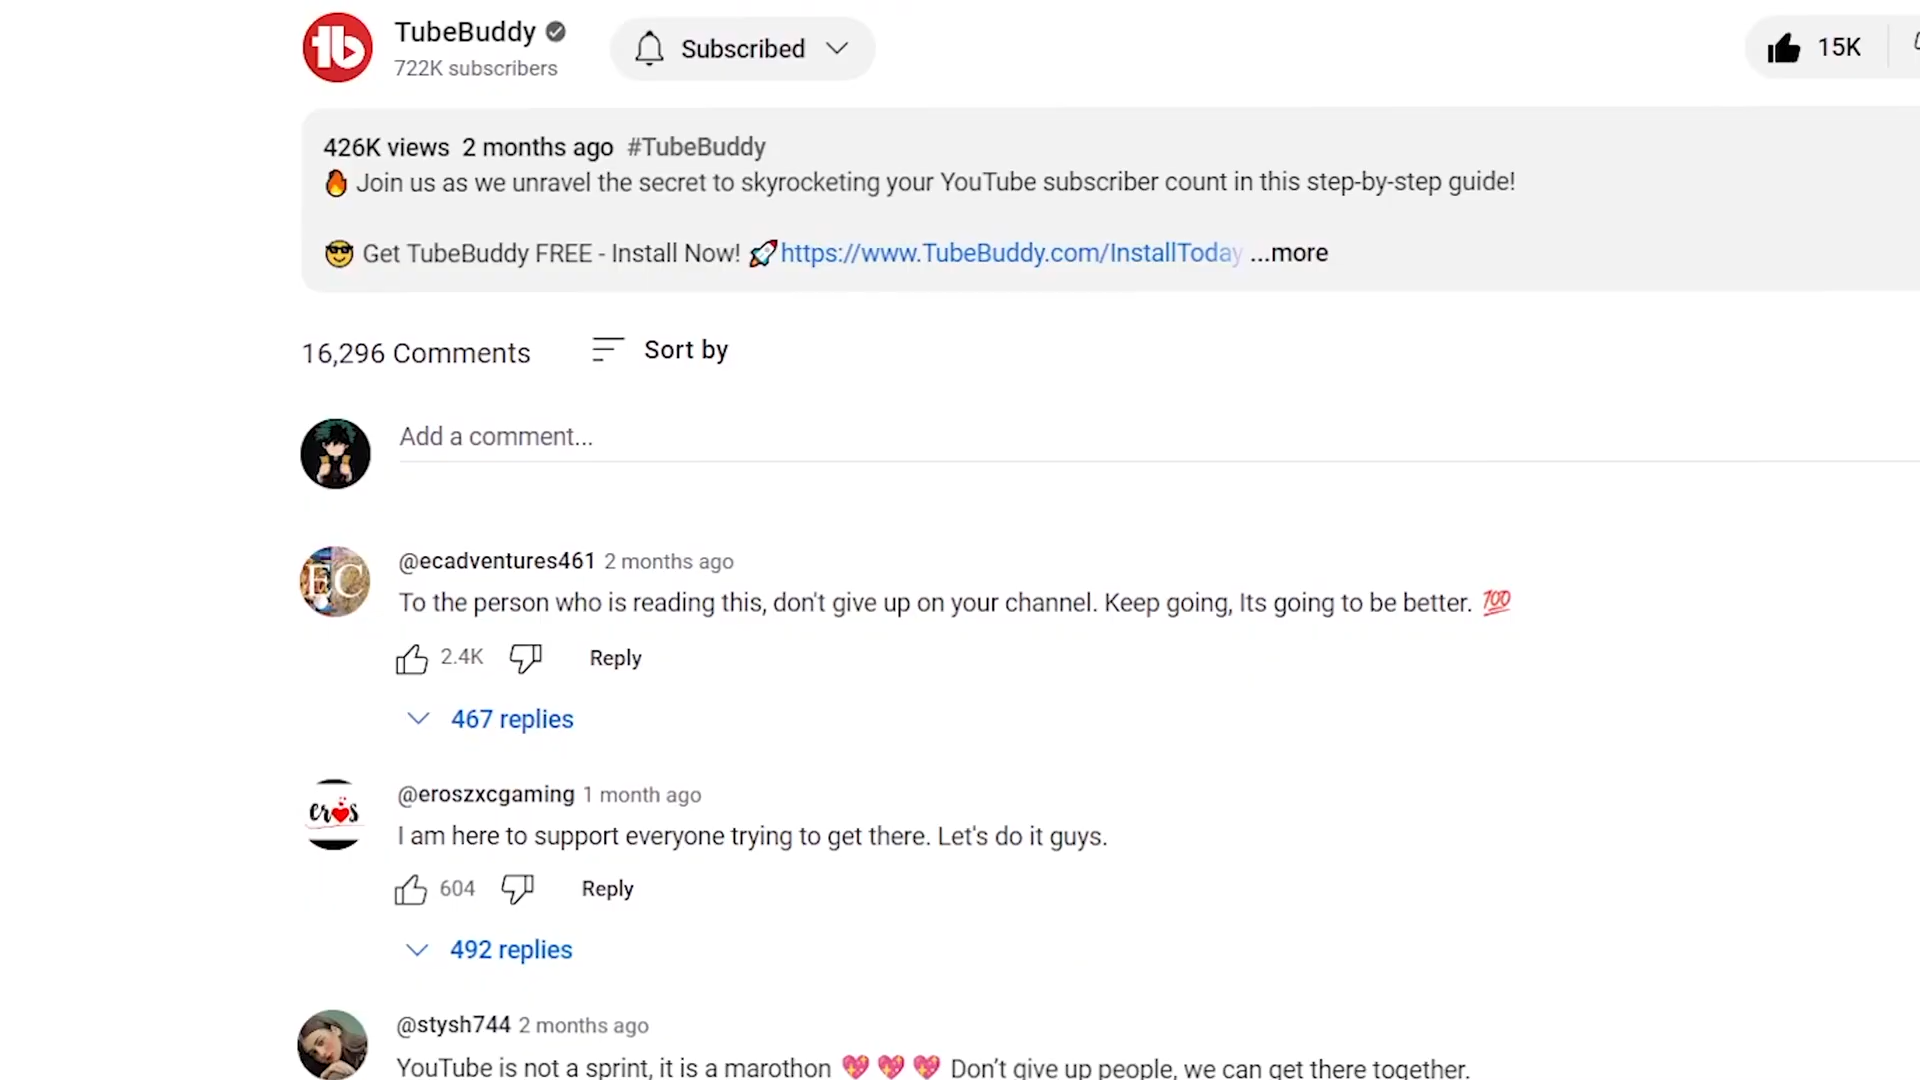 TubeBuddy
722K subscribers
Subscribed
15K
426K views 2 months ago #TubeBuddy
🔥 Join us as we unravel the secret to skyrocketing your YouTube subscriber count in this step-by-step guide!
😎 Get TubeBuddy FREE - Install Now! 🚀https://www.TubeBuddy.com/InstallToday ...more
16,296 Comments
Sort by
Add a comment...
EC
@ecadventures461 2 months ago
To the person who is reading this, don't give up on your channel. Keep going, Its going to be better. 💯
2.4K Reply
467 replies
eros
@eroszxcgaming 1 month ago
I am here to support everyone trying to get there. Let's do it guys.
604 Reply
492 replies
@stysh744 2 months ago
YouTube is not a sprint, it is a marothon 💖 💖 💖 Don’t give up people, we can get there together.